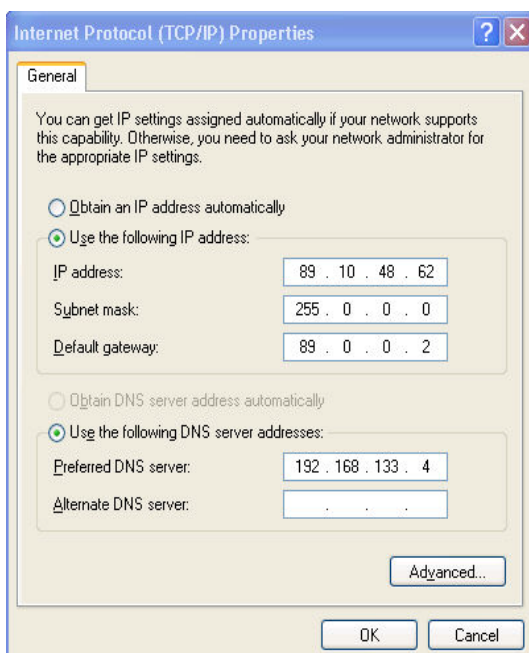 Internet Protocol (TCP/IP) Properties
General
You can get IP settings assigned automatically if your network supports
this capability. Otherwise, you need to ask your network administrator for
the appropriate IP settings.
Obtain an IP address automatically
Use the following IP address:
IP address: 89 . 10 . 48 . 62
Subnet mask: 255 . 0 . 0 . 0
Default gateway: 89 . 0 . 0 . 2
Obtain DNS server address automatically
Use the following DNS server addresses:
Preferred DNS server: 192 . 168 . 133 . 4
Alternate DNS server: . . .
Advanced...
OK Cancel